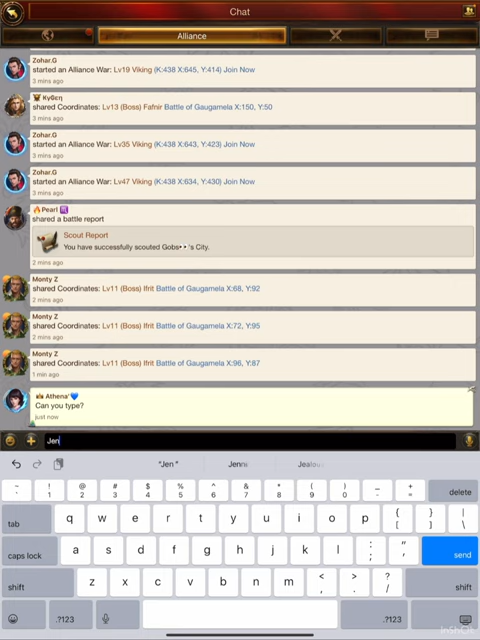 Chat
Alliance
Zohar.G
started an Alliance War: Lv19 Viking (K:438 X:645, Y:414) Join Now
3 mins ago
shared Coordinates: Lv13 (Boss) Fafnir Battle of Gaugamela X:150, Y:50
3 mins ago
Zohar.G
started an Alliance War: Lv35 Viking (K:438 X:643, Y:423) Join Now
3 mins ago
Zohar.G
started an Alliance War: Lv47 Viking (K:438 X:634, Y:430) Join Now
3 mins ago
🔥Pearl
shared a battle report
Scout Report
You have successfully scouted Gobs👀's City.
2 mins ago
Monty Z
shared Coordinates: Lv11 (Boss) Ifrit Battle of Gaugamela X:68, Y:92
2 mins ago
Monty Z
shared Coordinates: Lv11 (Boss) Ifrit Battle of Gaugamela X:72, Y:95
2 mins ago
Monty Z
shared Coordinates: Lv11 (Boss) Ifrit Battle of Gaugamela X:96, Y:87
1 min ago
Athena'💙
Can you type?
just now
Jen
"Jen" Jenne Jealous
~ ! @ # $ % ^ & * ( ) _ +
` 1 2 3 4 5 6 7 8 9 0 - = delete
tab q w e r t y u i o p { [ } ] | \
caps lock a s d f g h j k l : ; " ' send
shift z x c v b n m < , > . ? / shift
.?123 .?123
InShOt